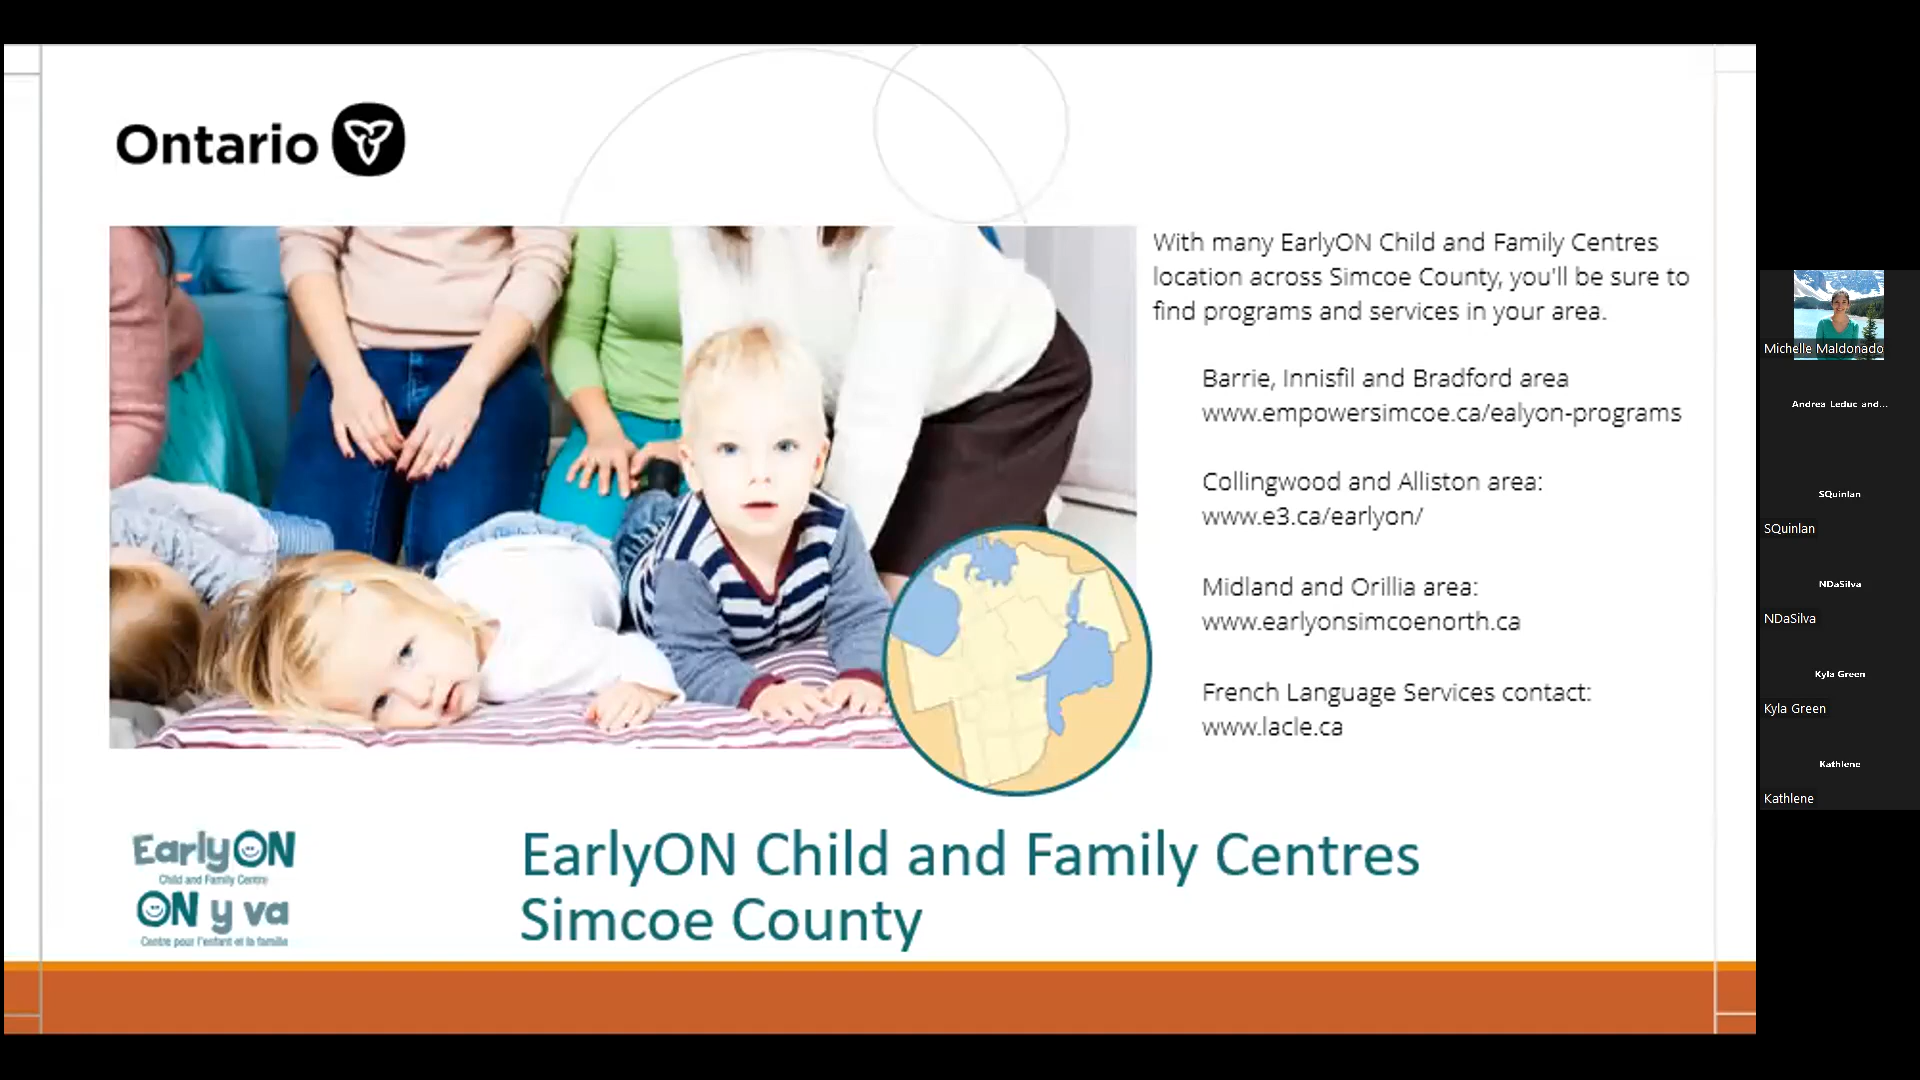 Ontario
With many EarlyON Child and Family Centres
location across Simcoe County, you'll be sure to
find programs and services in your area.
Barrie, Innisfil and Bradford area
www.empowersimcoe.ca/ealyon-programs
Collingwood and Alliston area:
www.e3.ca/earlyon/
Midland and Orillia area:
www.earlyonsimcoenorth.ca
French Language Services contact:
www.lacle.ca
EarlyON
Child and Family Centre
ON y va
Centre pour l'enfant et la famille
EarlyON Child and Family Centres
Simcoe County
Michelle Maldonado
Andrea Leduc and...
SQuinlan
SQuinlan
NDaSilva
NDaSilva
Kyla Green
Kyla Green
Kathlene
Kathlene